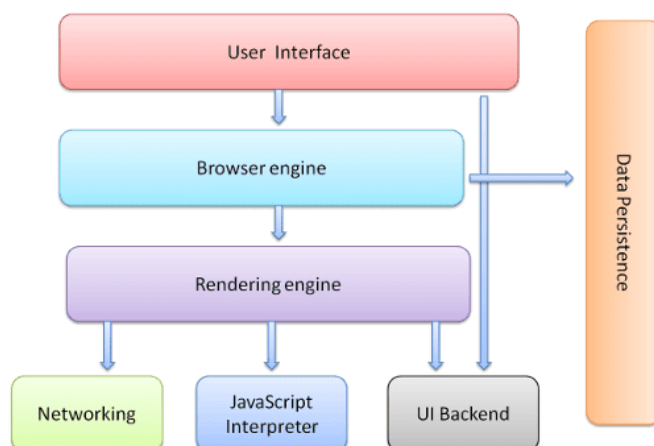 User Interface
Browser engine
Data Persistence
Rendering engine
Networking
JavaScript
Interpreter
UI Backend